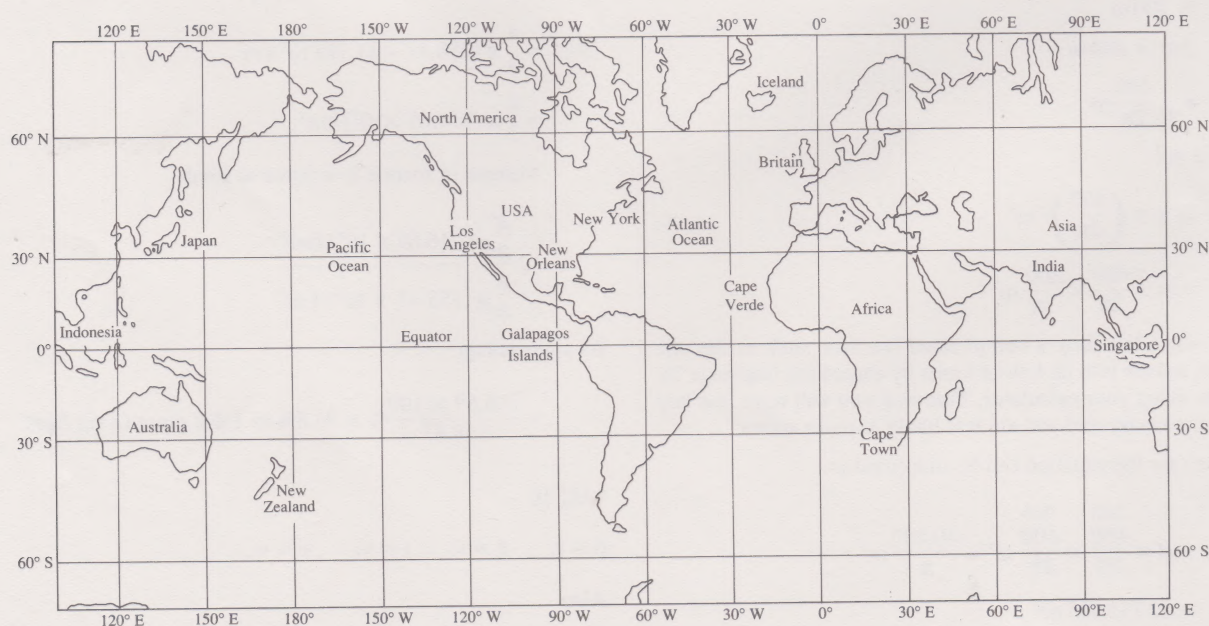 120° E 150° E 180° 150° W 120° W 90° W 60° W 30° W 0° 30° E 60° E 90° E 120° E
Iceland
North America
60° N 60° N
Britain
USA
New York
Los
Angeles
Atlantic
Ocean
Asia
Japan
Pacific
Ocean
New
Orleans
30° N 30° N
India
Cape
Verde
Africa
Indonesia
Equator
Galapagos
Islands
Singapore
0° 0°
Australia
Cape
Town
30° S 30° S
New
Zealand
60° S 60° S
120° E 150° E 180° 150° W 120° W 90° W 60° W 30° W 0° 30° E 60° E 90° E 120° E